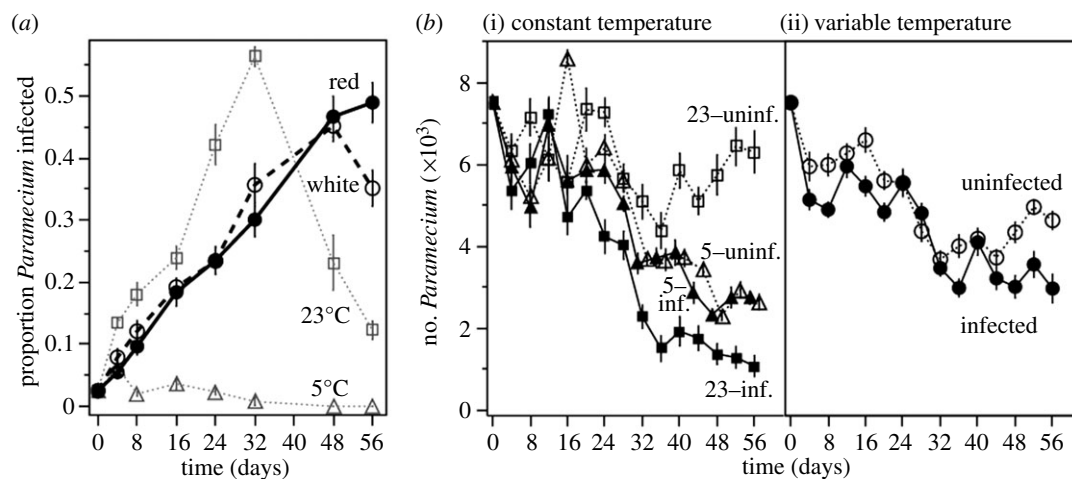 (a)
(b) (i) constant temperature
(ii) variable temperature
proportion Paramecium infected
0.5
0.4
0.3
0.2
0.1
0
red
white
23°C
5°C
0 8 16 24 32 40 48 56
time (days)
no. Paramecium (×10³)
8
6
4
2
0
23–uninf.
5–uninf.
5–
inf.
23–inf.
0 8 16 24 32 40 48 56
uninfected
infected
0 8 16 24 32 40 48 56
time (days)